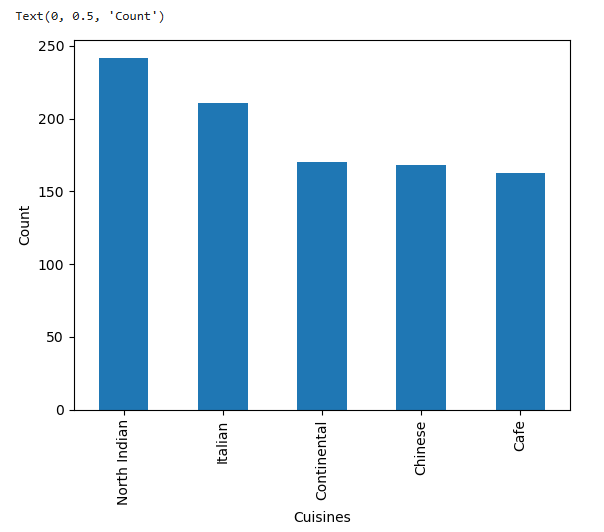 Text(0, 0.5, 'Count')
250
200
150
100
50
0
Count
North Indian
Italian
Continental
Chinese
Cafe
Cuisines